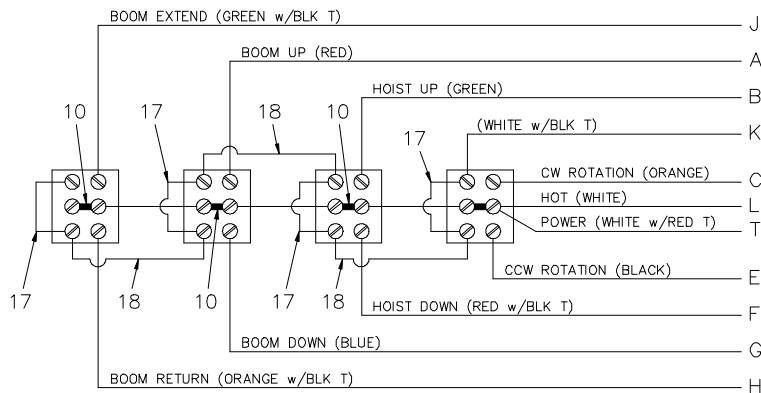 BOOM EXTEND (GREEN w/BLK T) J
BOOM UP (RED) A
10 17 18 HOIST UP (GREEN) 10 B
17 (WHITE w/BLK T) K
CW ROTATION (ORANGE) C
HOT (WHITE) L
POWER (WHITE w/RED T) T
CCW ROTATION (BLACK) E
17 18 10 17 18 HOIST DOWN (RED w/BLK T) F
BOOM DOWN (BLUE) G
BOOM RETURN (ORANGE w/BLK T) H